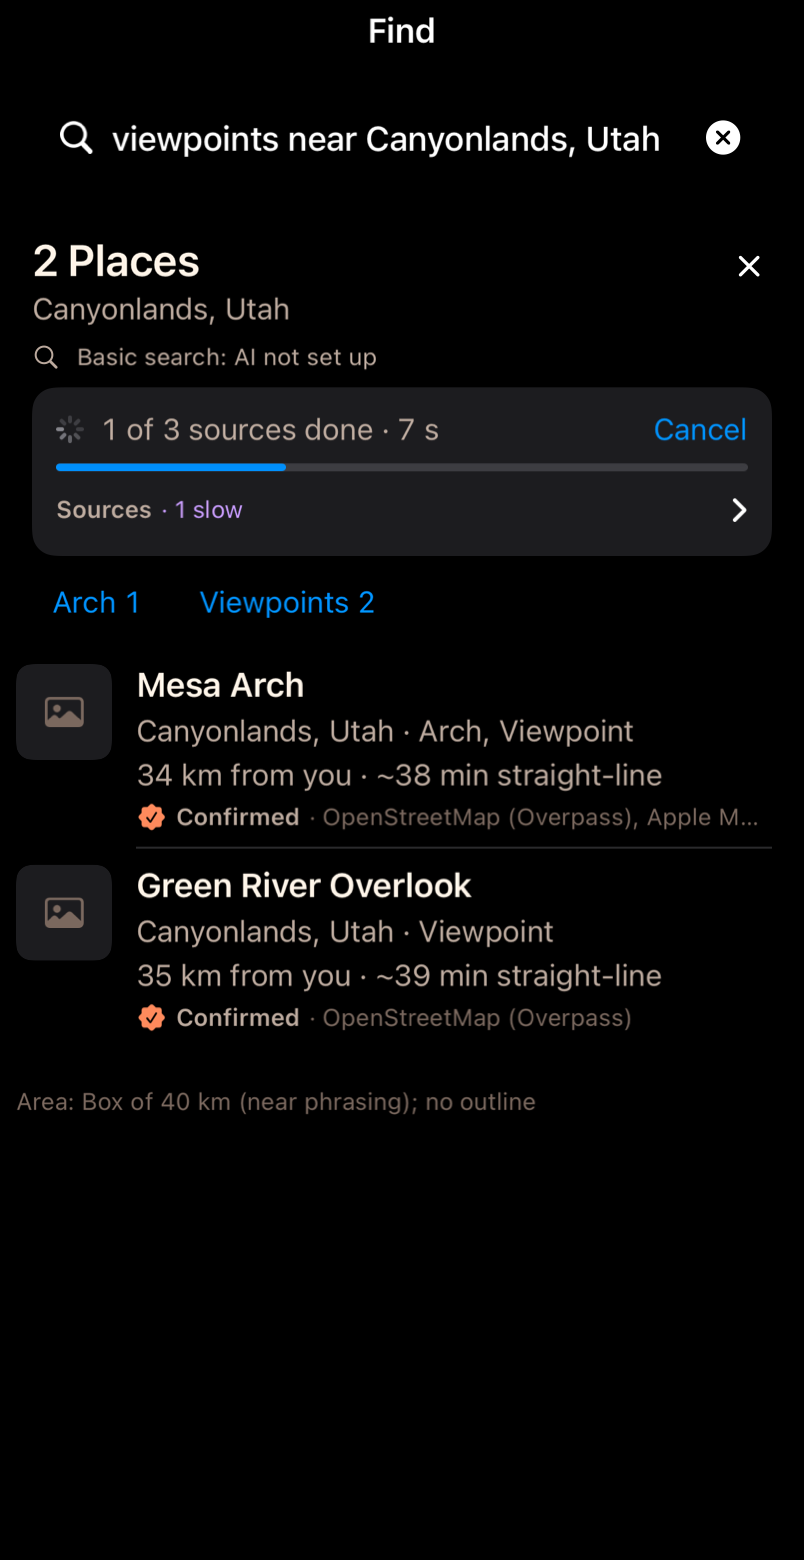 Find
viewpoints near Canyonlands, Utah
2 Places
Canyonlands, Utah
Basic search: AI not set up
1 of 3 sources done · 7 s
Cancel
Sources · 1 slow
Arch 1
Viewpoints 2
Mesa Arch
Canyonlands, Utah · Arch, Viewpoint
34 km from you · ~38 min straight-line
Confirmed · OpenStreetMap (Overpass), Apple M…
Green River Overlook
Canyonlands, Utah · Viewpoint
35 km from you · ~39 min straight-line
Confirmed · OpenStreetMap (Overpass)
Area: Box of 40 km (near phrasing); no outline